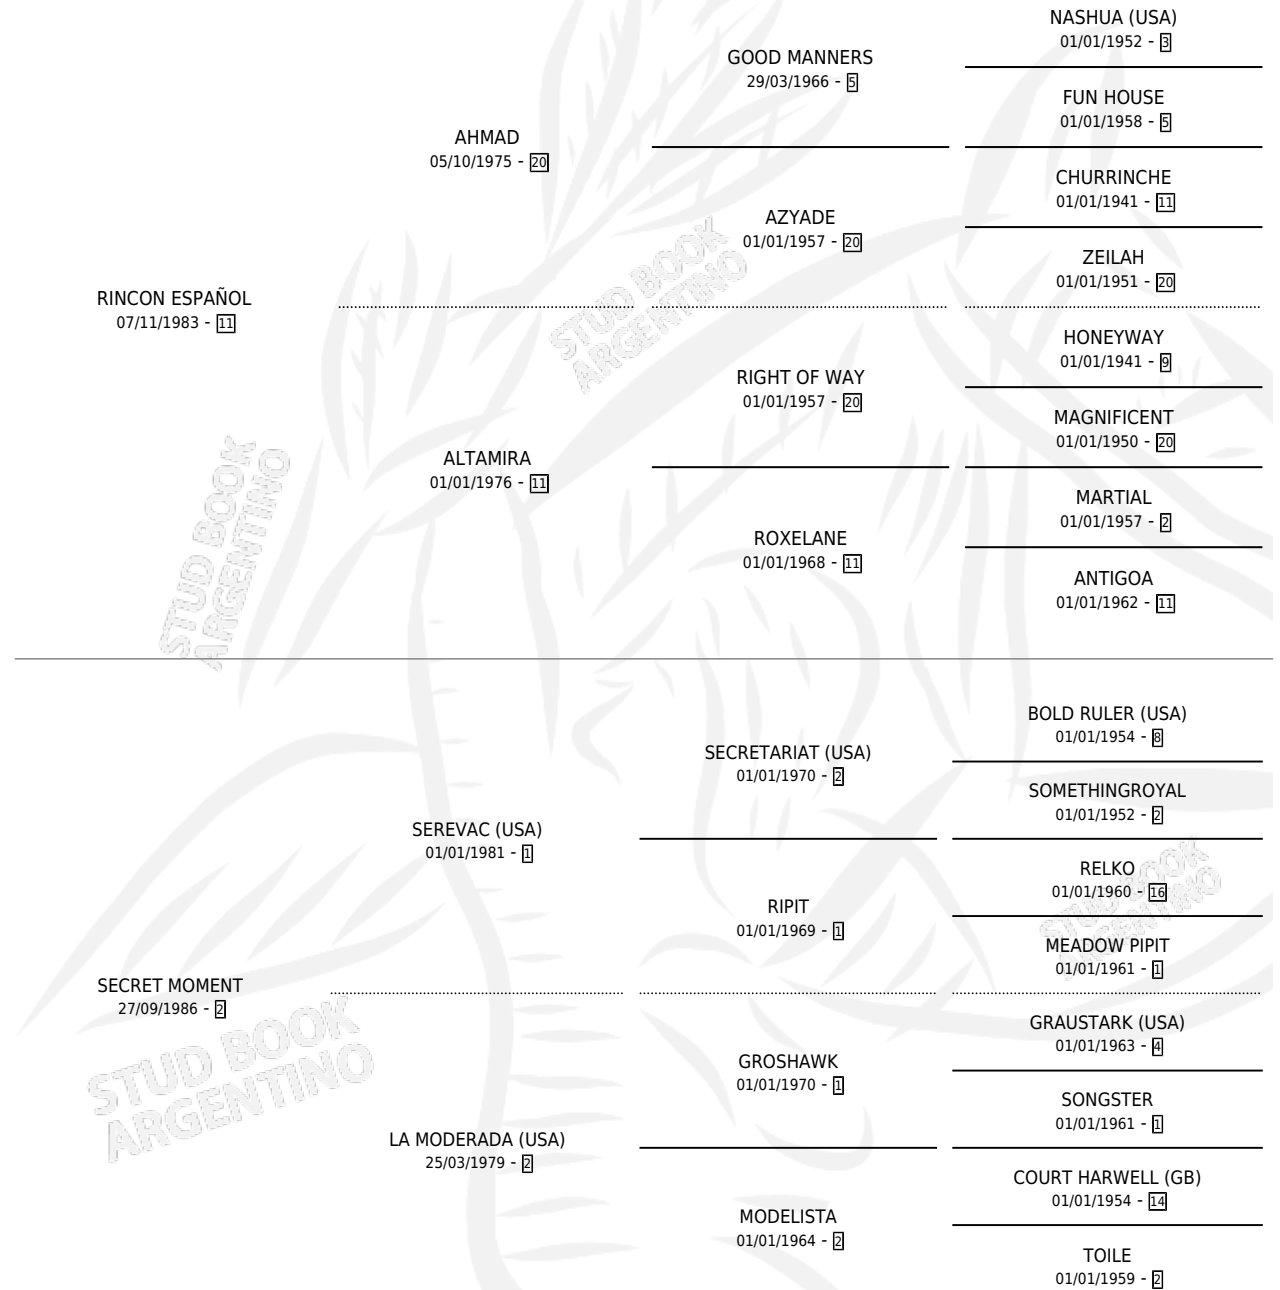 NASHUA (USA)
01/01/1952 - 3
GOOD MANNERS
29/03/1966 - 5
FUN HOUSE
01/01/1958 - 5
AHMAD
05/10/1975 - 20
CHURRINCHE
01/01/1941 - 11
AZYADE
01/01/1957 - 20
ZEILAH
01/01/1951 - 20
RINCON ESPAÑOL
07/11/1983 - 11
HONEYWAY
01/01/1941 - 9
RIGHT OF WAY
01/01/1957 - 20
MAGNIFICENT
01/01/1950 - 20
ALTAMIRA
01/01/1976 - 11
MARTIAL
01/01/1957 - 2
ROXELANE
01/01/1968 - 11
ANTIGOA
01/01/1962 - 11
STUD BOOK
ARGENTINO
STUD BOOK
ARGENTINO
BOLD RULER (USA)
01/01/1954 - 8
SECRETARIAT (USA)
01/01/1970 - 2
SOMETHINGROYAL
01/01/1952 - 2
SEREVAC (USA)
01/01/1981 - 1
RELKO
01/01/1960 - 16
RIPIT
01/01/1969 - 1
MEADOW PIPIT
01/01/1961 - 1
SECRET MOMENT
27/09/1986 - 2
GRAUSTARK (USA)
01/01/1963 - 4
GROSHAWK
01/01/1970 - 1
SONGSTER
01/01/1961 - 1
LA MODERADA (USA)
25/03/1979 - 2
COURT HARWELL (GB)
01/01/1954 - 14
MODELISTA
01/01/1964 - 2
TOILE
01/01/1959 - 2
STUD BOOK
ARGENTINO
STUD BOOK
ARGENTINO